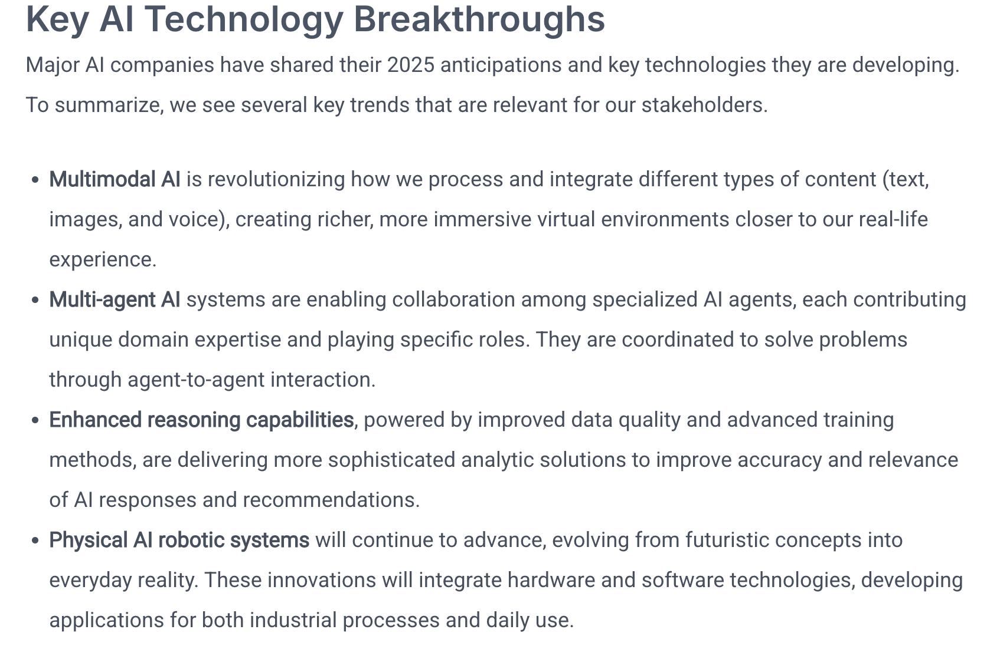 Key AI Technology Breakthroughs
Major AI companies have shared their 2025 anticipations and key technologies they are developing.
To summarize, we see several key trends that are relevant for our stakeholders.
• Multimodal AI is revolutionizing how we process and integrate different types of content (text,
images, and voice), creating richer, more immersive virtual environments closer to our real-life
experience.
• Multi-agent AI systems are enabling collaboration among specialized AI agents, each contributing
unique domain expertise and playing specific roles. They are coordinated to solve problems
through agent-to-agent interaction.
• Enhanced reasoning capabilities, powered by improved data quality and advanced training
methods, are delivering more sophisticated analytic solutions to improve accuracy and relevance
of AI responses and recommendations.
• Physical AI robotic systems will continue to advance, evolving from futuristic concepts into
everyday reality. These innovations will integrate hardware and software technologies, developing
applications for both industrial processes and daily use.